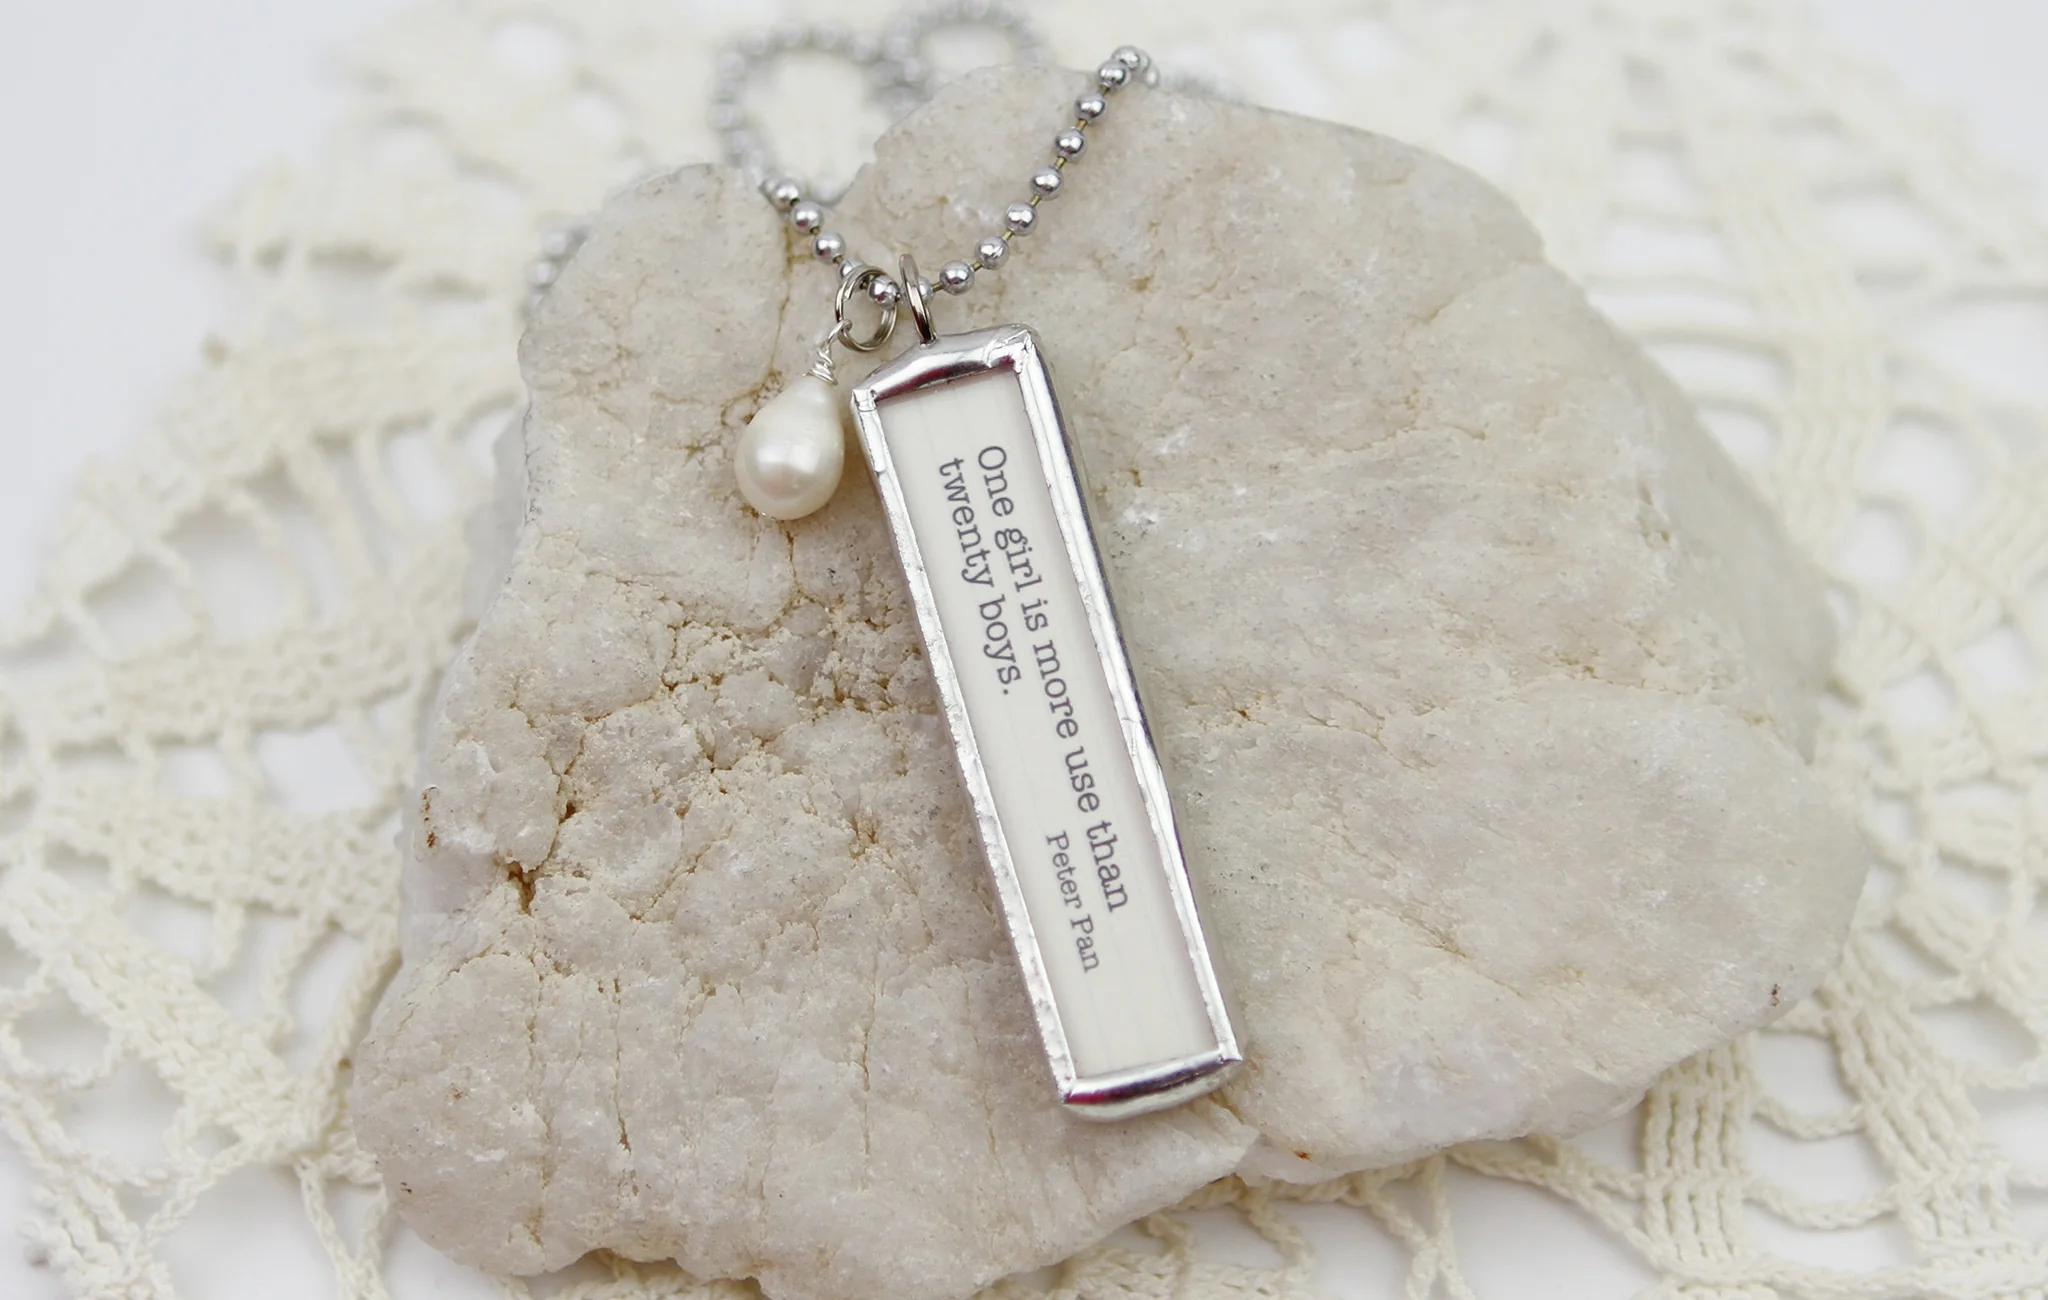 One girl is more use than
twenty boys.
Peter Pan